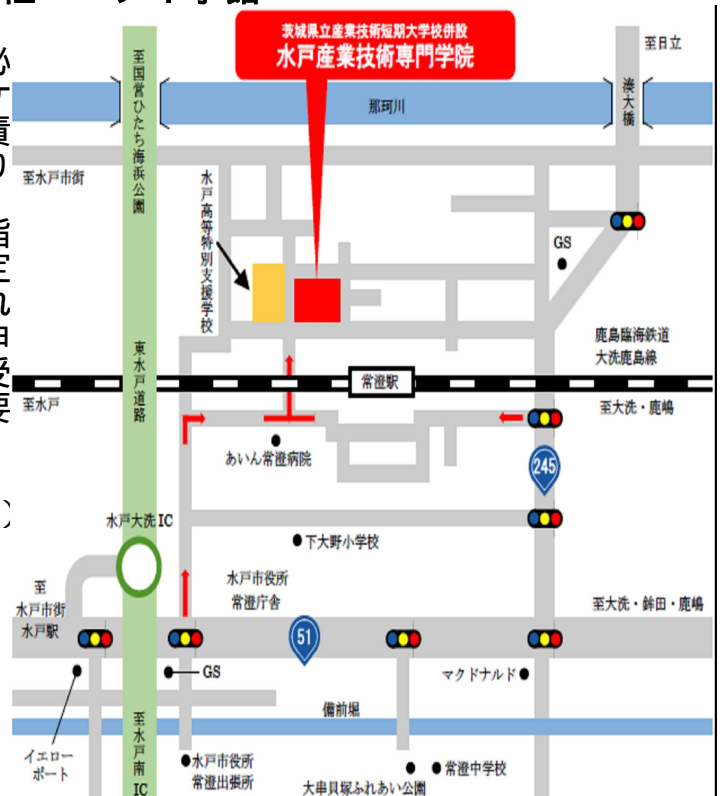 茨城県立産業技術短期大学校併設
水戸産業技術専門学院
至日立
至国営ひたち海浜公園
那珂川
湊大橋
至水戸市街
水戸高等特別支援学校
GS
鹿島臨海鉄道
大洗鹿島線
東水戸道路
常澄駅
至水戸
至大洗・鹿嶋
あいん常澄病院
245
水戸大洗IC
下大野小学校
至
水戸市街
水戸駅
水戸市役所
常澄庁舎
至大洗・鉾田・鹿嶋
51
GS
マクドナルド
備前堀
至水戸南IC
イエロー
ポート
水戸市役所
常澄出張所
常澄中学校
大串貝塚ふれあい公園